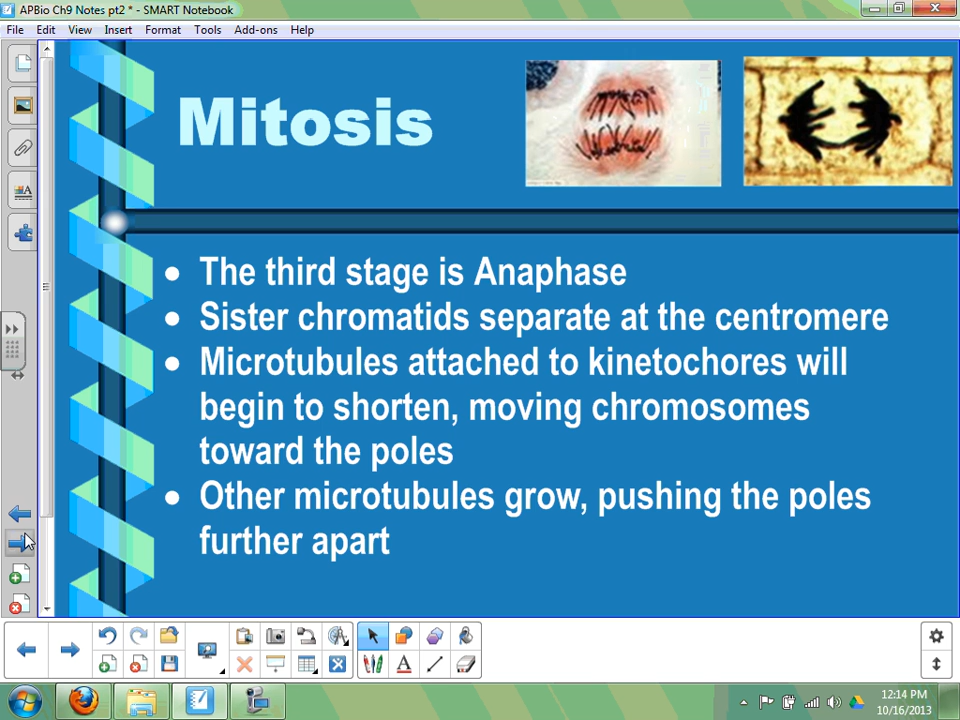 APBio Ch9 Notes pt2 * - SMART Notebook
File Edit View Insert Format Tools Add-ons Help
Mitosis
• The third stage is Anaphase
• Sister chromatids separate at the centromere
• Microtubules attached to kinetochores will
begin to shorten, moving chromosomes
toward the poles
• Other microtubules grow, pushing the poles
further apart
12:14 PM
10/16/2013